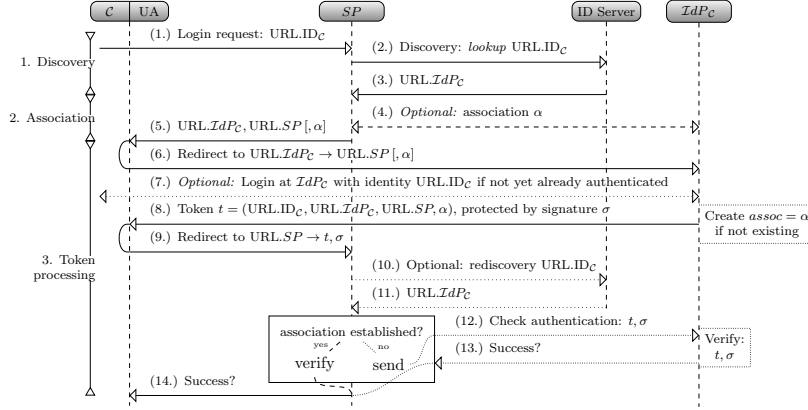 𝒞 UA SP ID Server ℐdP_𝒞
(1.) Login request: URL.ID_𝒞
(2.) Discovery: lookup URL.ID_𝒞
1. Discovery
(3.) URL.ℐdP_𝒞
(4.) Optional: association α
2. Association
(5.) URL.ℐdP_𝒞, URL.SP [, α]
(6.) Redirect to URL.ℐdP_𝒞 → URL.SP [, α]
(7.) Optional: Login at ℐdP_𝒞 with identity URL.ID_𝒞 if not yet already authenticated
(8.) Token t = (URL.ID_𝒞, URL.ℐdP_𝒞, URL.SP, α), protected by signature σ
Create assoc = α
if not existing
(9.) Redirect to URL.SP → t, σ
3. Token
processing
(10.) Optional: rediscovery URL.ID_𝒞
(11.) URL.ℐdP_𝒞
association established?
yes no
verify send
(12.) Check authentication: t, σ
Verify:
t, σ
(13.) Success?
(14.) Success?